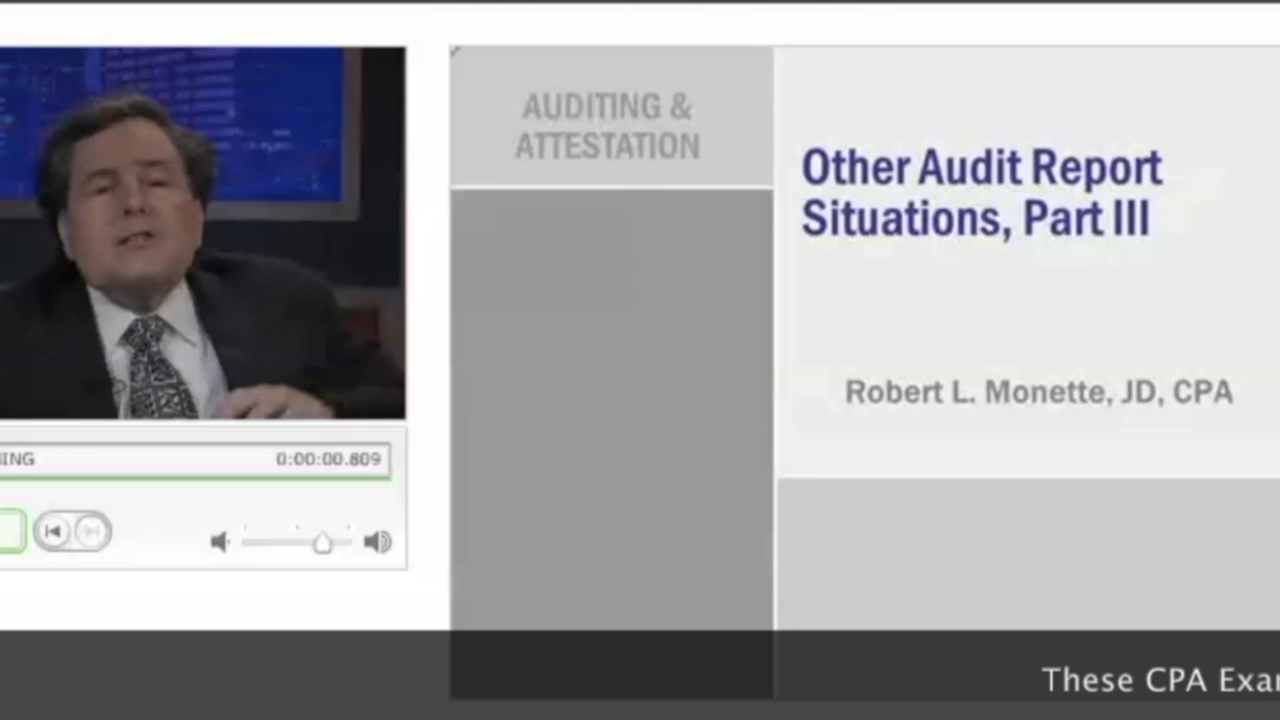 AUDITING &
ATTESTATION
Other Audit Report
Situations, Part III
Robert L. Monette, JD, CPA
ING 0:00:00.809
These CPA Exa